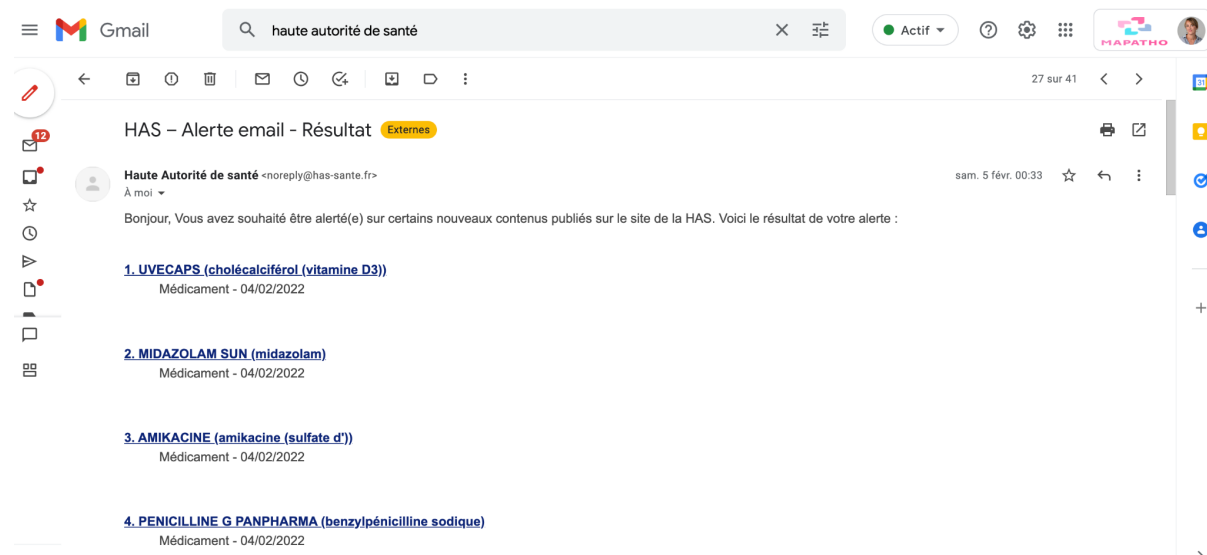 Gmail
haute autorité de santé
Actif
MAPATHO
27 sur 41
31
12
HAS – Alerte email - Résultat Externes
Haute Autorité de santé <noreply@has-sante.fr>
sam. 5 févr. 00:33
À moi
Bonjour, Vous avez souhaité être alerté(e) sur certains nouveaux contenus publiés sur le site de la HAS. Voici le résultat de votre alerte :
1. UVECAPS (cholécalciférol (vitamine D3))
Médicament - 04/02/2022
2. MIDAZOLAM SUN (midazolam)
Médicament - 04/02/2022
3. AMIKACINE (amikacine (sulfate d'))
Médicament - 04/02/2022
4. PENICILLINE G PANPHARMA (benzylpénicilline sodique)
Médicament - 04/02/2022